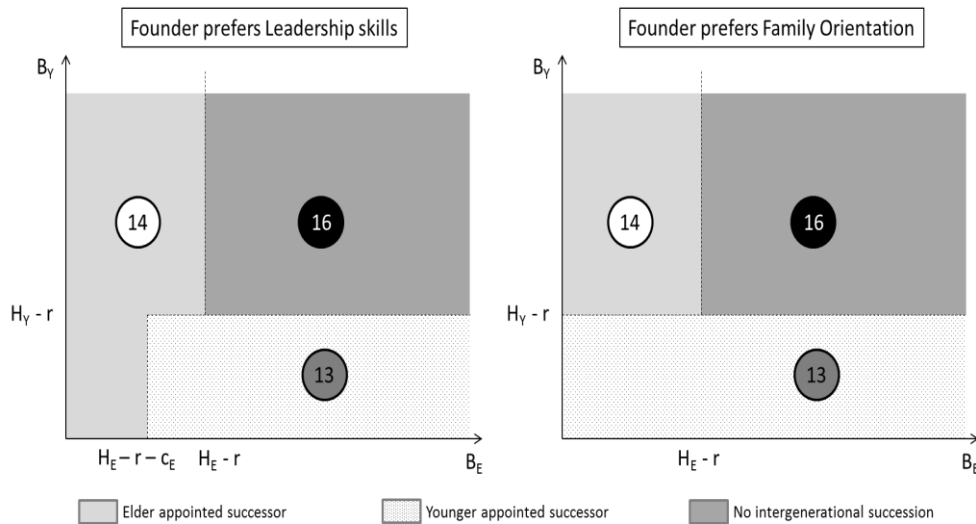 Founder prefers Leadership skills
B_Y
14
16
H_Y - r
13
H_E – r – c_E
H_E - r
B_E
Founder prefers Family Orientation
B_Y
14
16
H_Y - r
13
H_E - r
B_E
Elder appointed successor
Younger appointed successor
No intergenerational succession